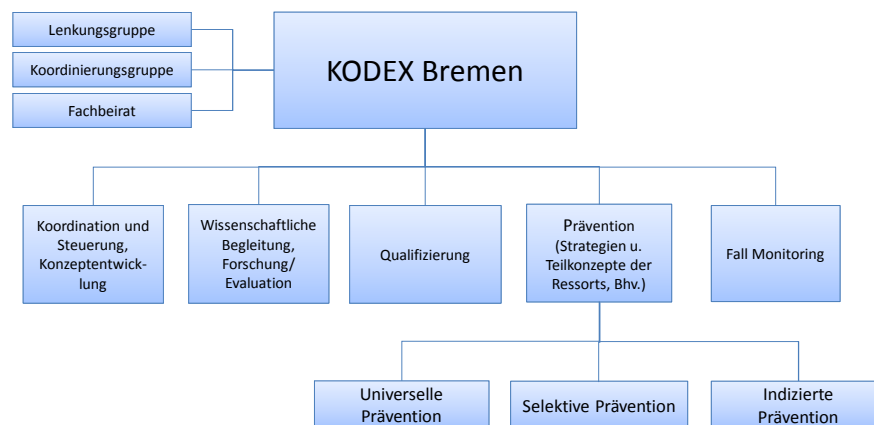 Lenkungsgruppe
Koordinierungsgruppe
Fachbeirat
KODEX Bremen
Koordination und
Steuerung,
Konzeptentwick-
lung
Wissenschaftliche
Begleitung,
Forschung/
Evaluation
Qualifizierung
Prävention
(Strategien u.
Teilkonzepte der
Ressorts, Bhv.)
Fall Monitoring
Universelle
Prävention
Selektive Prävention
Indizierte
Prävention